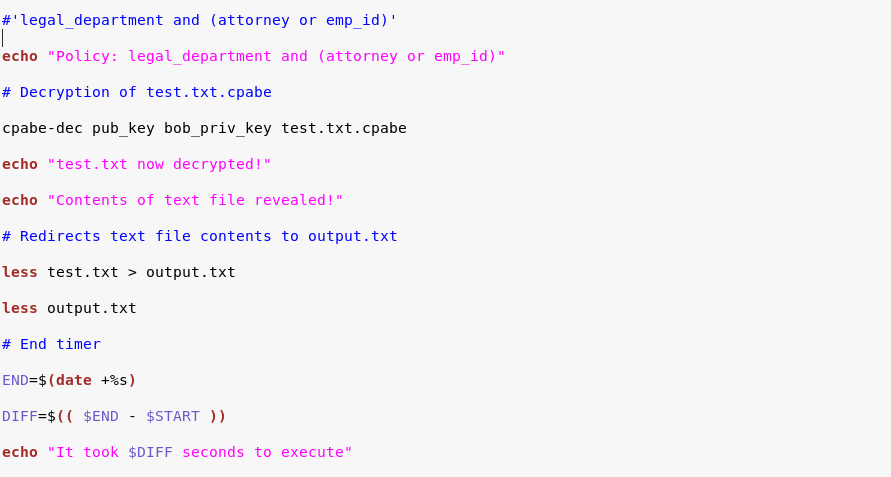 #'legal_department and (attorney or emp_id)'
echo "Policy: legal_department and (attorney or emp_id)"
# Decryption of test.txt.cpabe
cpabe-dec pub_key bob_priv_key test.txt.cpabe
echo "test.txt now decrypted!"
echo "Contents of text file revealed!"
# Redirects text file contents to output.txt
less test.txt > output.txt
less output.txt
# End timer
END=$(date +%s)
DIFF=$(( $END - $START ))
echo "It took $DIFF seconds to execute"